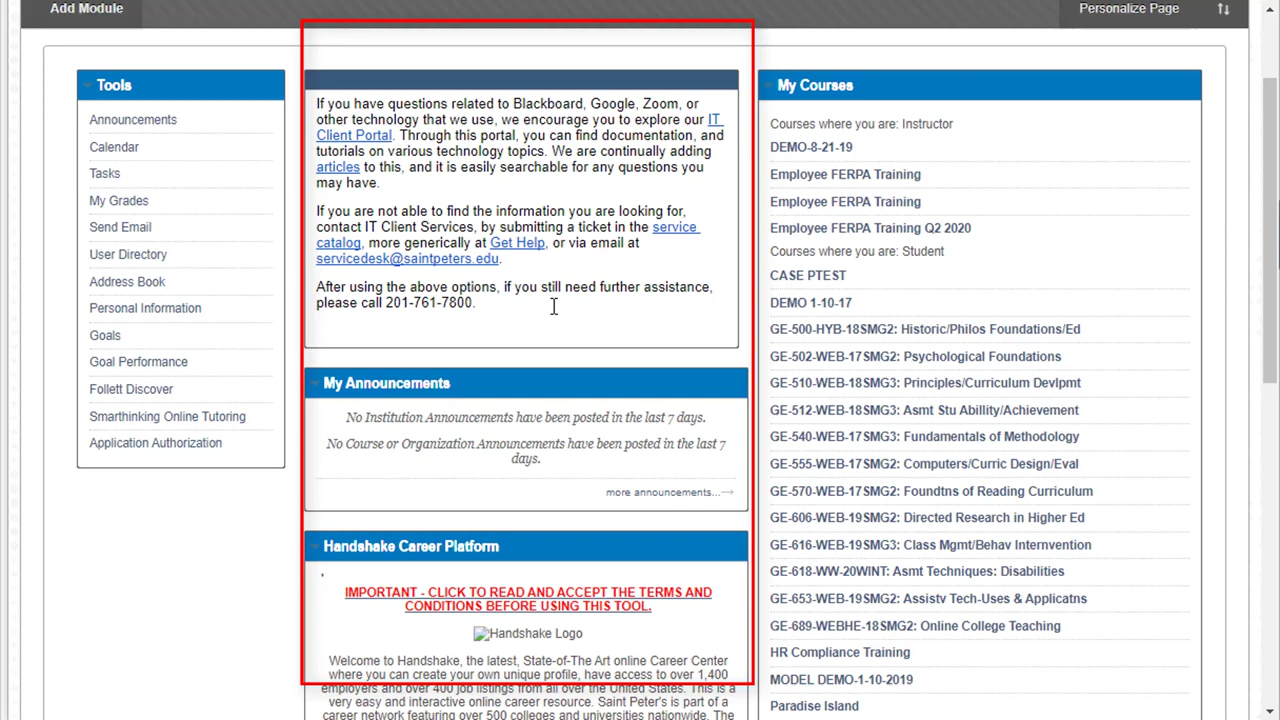 Add Module
Personalize Page
Tools
Announcements
Calendar
Tasks
My Grades
Send Email
User Directory
Address Book
Personal Information
Goals
Goal Performance
Follett Discover
Smarthinking Online Tutoring
Application Authorization
If you have questions related to Blackboard, Google, Zoom, or
other technology that we use, we encourage you to explore our IT
Client Portal. Through this portal, you can find documentation, and
tutorials on various technology topics. We are continually adding
articles to this, and it is easily searchable for any questions you
may have.
If you are not able to find the information you are looking for,
contact IT Client Services, by submitting a ticket in the service
catalog, more generically at Get Help, or via email at
servicedesk@saintpeters.edu.
After using the above options, if you still need further assistance,
please call 201-761-7800.
My Announcements
No Institution Announcements have been posted in the last 7 days.
No Course or Organization Announcements have been posted in the last 7
days.
more announcements...→
Handshake Career Platform
,
IMPORTANT - CLICK TO READ AND ACCEPT THE TERMS AND
CONDITIONS BEFORE USING THIS TOOL.
Handshake Logo
Welcome to Handshake, the latest, State-of-The Art online Career Center
where you can create your own unique profile, have access to over 1,400
employers and over 400 job listings from all over the United States. This is a
very easy and interactive online career resource. Saint Peter's is part of a
career network featuring over 500 colleges and universities nationwide. The
My Courses
Courses where you are: Instructor
DEMO-8-21-19
Employee FERPA Training
Employee FERPA Training
Employee FERPA Training Q2 2020
Courses where you are: Student
CASE PTEST
DEMO 1-10-17
GE-500-HYB-18SMG2: Historic/Philos Foundations/Ed
GE-502-WEB-17SMG2: Psychological Foundations
GE-510-WEB-18SMG3: Principles/Curriculum Devlpmt
GE-512-WEB-18SMG3: Asmt Stu Abillity/Achievement
GE-540-WEB-17SMG3: Fundamentals of Methodology
GE-555-WEB-17SMG2: Computers/Curric Design/Eval
GE-570-WEB-17SMG2: Foundtns of Reading Curriculum
GE-606-WEB-19SMG2: Directed Research in Higher Ed
GE-616-WEB-19SMG3: Class Mgmt/Behav Internvention
GE-618-WW-20WINT: Asmt Techniques: Disabilities
GE-653-WEB-19SMG2: Assistv Tech-Uses & Applicatns
GE-689-WEBHE-18SMG2: Online College Teaching
HR Compliance Training
MODEL DEMO-1-10-2019
Paradise Island